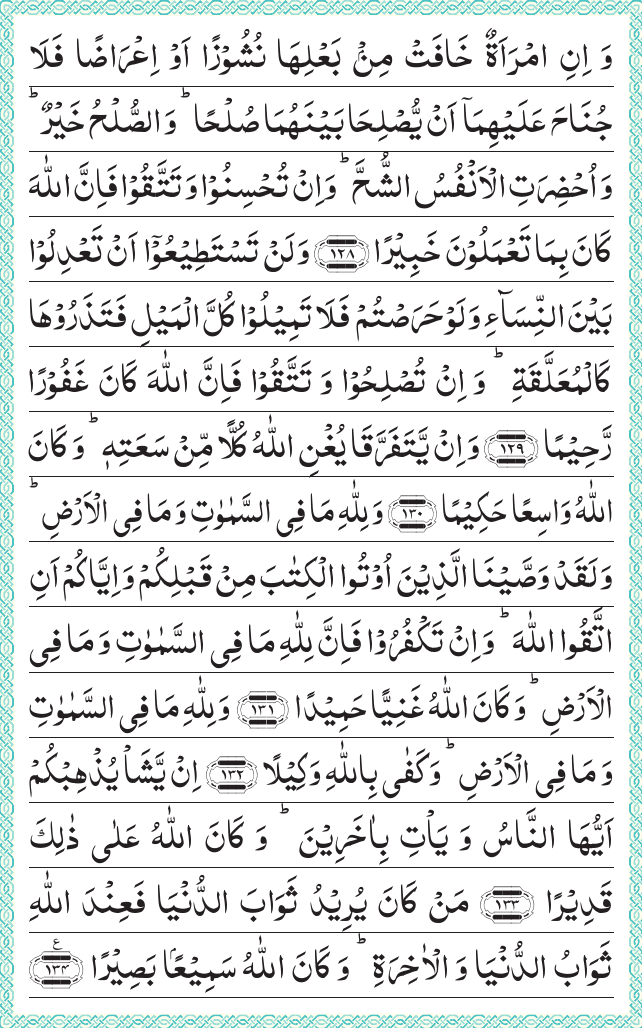 وَ اِنِ امْرَاَةٌ خَافَتْ مِنْۢ بَعْلِهَا نُشُوْزًا اَوْ اِعْرَاضًا فَلَا
جُنَاحَ عَلَيْهِمَاۤ اَنْ يُّصْلِحَا بَيْنَهُمَا صُلْحًا ؕ وَ الصُّلْحُ خَيْرٌ ؕ
وَ اُحْضِرَتِ الْاَنْفُسُ الشُّحَّ ؕ وَ اِنْ تُحْسِنُوْا وَ تَتَّقُوْا فَاِنَّ اللّٰهَ
كَانَ بِمَا تَعْمَلُوْنَ خَبِيْرًا ﴿۱۲۸﴾ وَ لَنْ تَسْتَطِيْعُوْۤا اَنْ تَعْدِلُوْا
بَيْنَ النِّسَآءِ وَ لَوْ حَرَصْتُمْ فَلَا تَمِيْلُوْا كُلَّ الْمَيْلِ فَتَذَرُوْهَا
كَالْمُعَلَّقَةِ ؕ وَ اِنْ تُصْلِحُوْا وَ تَتَّقُوْا فَاِنَّ اللّٰهَ كَانَ غَفُوْرًا
رَّحِيْمًا ﴿۱۲۹﴾ وَ اِنْ يَّتَفَرَّقَا يُغْنِ اللّٰهُ كُلًّا مِّنْ سَعَتِهٖ ؕ وَ كَانَ
اللّٰهُ وَاسِعًا حَكِيْمًا ﴿۱۳۰﴾ وَ لِلّٰهِ مَا فِى السَّمٰوٰتِ وَ مَا فِى الْاَرْضِ ؕ
وَ لَقَدْ وَصَّيْنَا الَّذِيْنَ اُوْتُوا الْكِتٰبَ مِنْ قَبْلِكُمْ وَ اِيَّاكُمْ اَنِ
اتَّقُوا اللّٰهَ ؕ وَ اِنْ تَكْفُرُوْا فَاِنَّ لِلّٰهِ مَا فِى السَّمٰوٰتِ وَ مَا فِى
الْاَرْضِ ؕ وَ كَانَ اللّٰهُ غَنِيًّا حَمِيْدًا ﴿۱۳۱﴾ وَ لِلّٰهِ مَا فِى السَّمٰوٰتِ
وَ مَا فِى الْاَرْضِ ؕ وَ كَفٰى بِاللّٰهِ وَكِيْلًا ﴿۱۳۲﴾ اِنْ يَّشَاْ يُذْهِبْكُمْ
اَيُّهَا النَّاسُ وَ يَاْتِ بِاٰخَرِيْنَ ؕ وَ كَانَ اللّٰهُ عَلٰى ذٰلِكَ
قَدِيْرًا ﴿۱۳۳﴾ مَنْ كَانَ يُرِيْدُ ثَوَابَ الدُّنْيَا فَعِنْدَ اللّٰهِ
ثَوَابُ الدُّنْيَا وَ الْاٰخِرَةِ ؕ وَ كَانَ اللّٰهُ سَمِيْعًۢا بَصِيْرًا ﴿۱۳۴﴾ ع